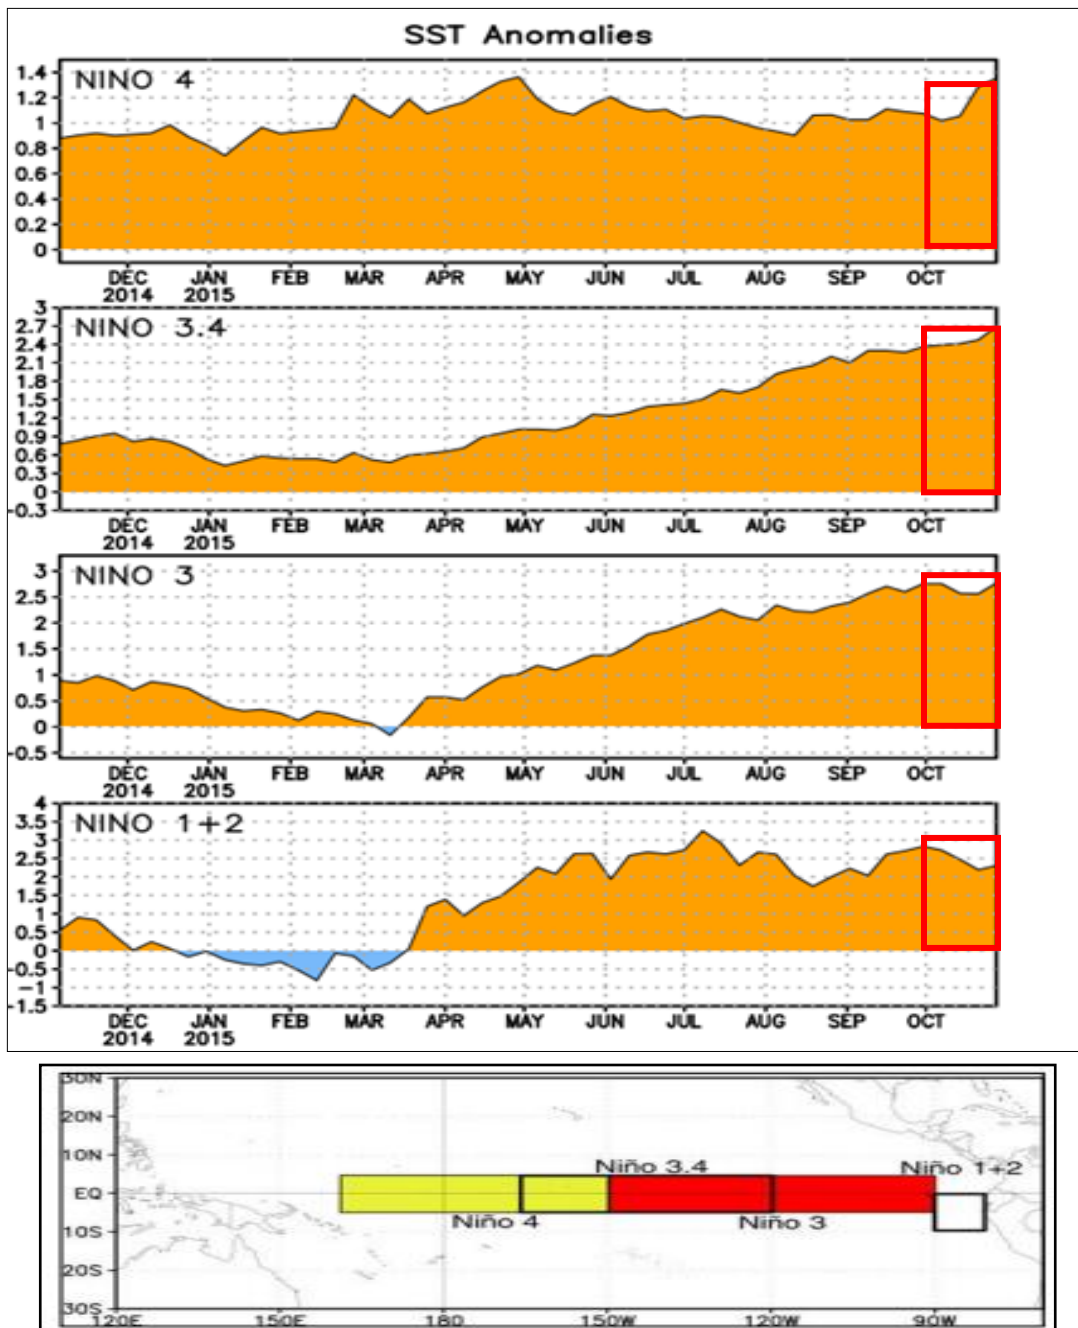 SST Anomalies
NINO 4
1.4
1.2
1
0.8
0.6
0.4
0.2
0
DEC JAN FEB MAR APR MAY JUN JUL AUG SEP OCT
2014 2015
NINO 3.4
3
2.7
2.4
2.1
1.8
1.5
1.2
0.9
0.6
0.3
0
-0.3
DEC JAN FEB MAR APR MAY JUN JUL AUG SEP OCT
2014 2015
NINO 3
3
2.5
2
1.5
1
0.5
0
-0.5
DEC JAN FEB MAR APR MAY JUN JUL AUG SEP OCT
2014 2015
NINO 1+2
4
3.5
3
2.5
2
1.5
1
0.5
0
-0.5
-1
-1.5
DEC JAN FEB MAR APR MAY JUN JUL AUG SEP OCT
2014 2015
30N
20N
10N
Niño 3.4 Niño 1+2
EQ
Niño 4 Niño 3
10S
20S
30S
120E 150E 180 150W 120W 90W